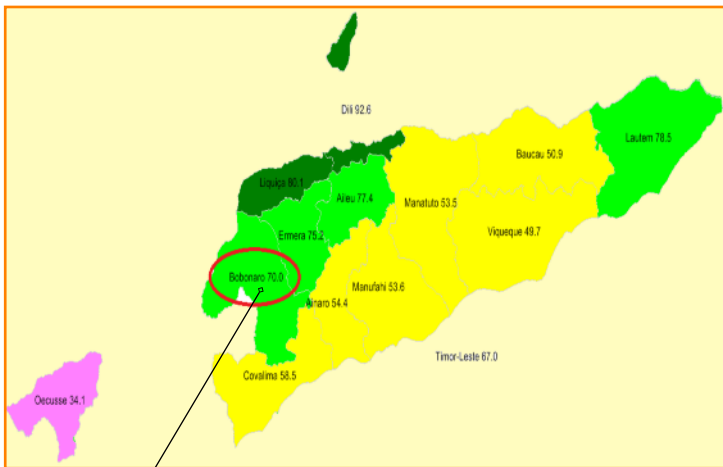 Dili 92.6
Lautem 78.5
Baucau 50.9
Liquiça 80.1
Aileu 77.4
Manatuto 53.5
Ermera 75.2
Viqueque 49.7
Bobonaro 70.0
Manufahi 53.6
Ainaro 54.4
Timor-Leste 67.0
Covalima 58.5
Oecusse 34.1